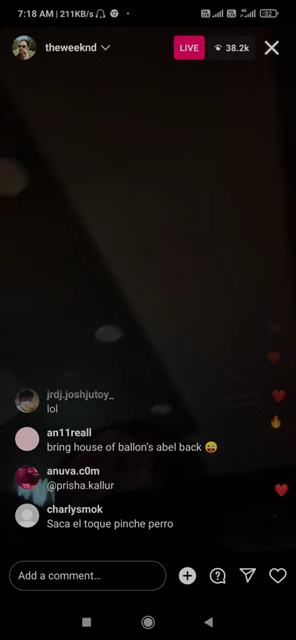 7:18 AM | 211KB/s
32
theweeknd
LIVE
38.2k
jrdj.joshjutoy_
lol
an11reall
bring house of ballon's abel back 😜
anuva.c0m
@prisha.kallur
charlysmok
Saca el toque pinche perro
Add a comment...